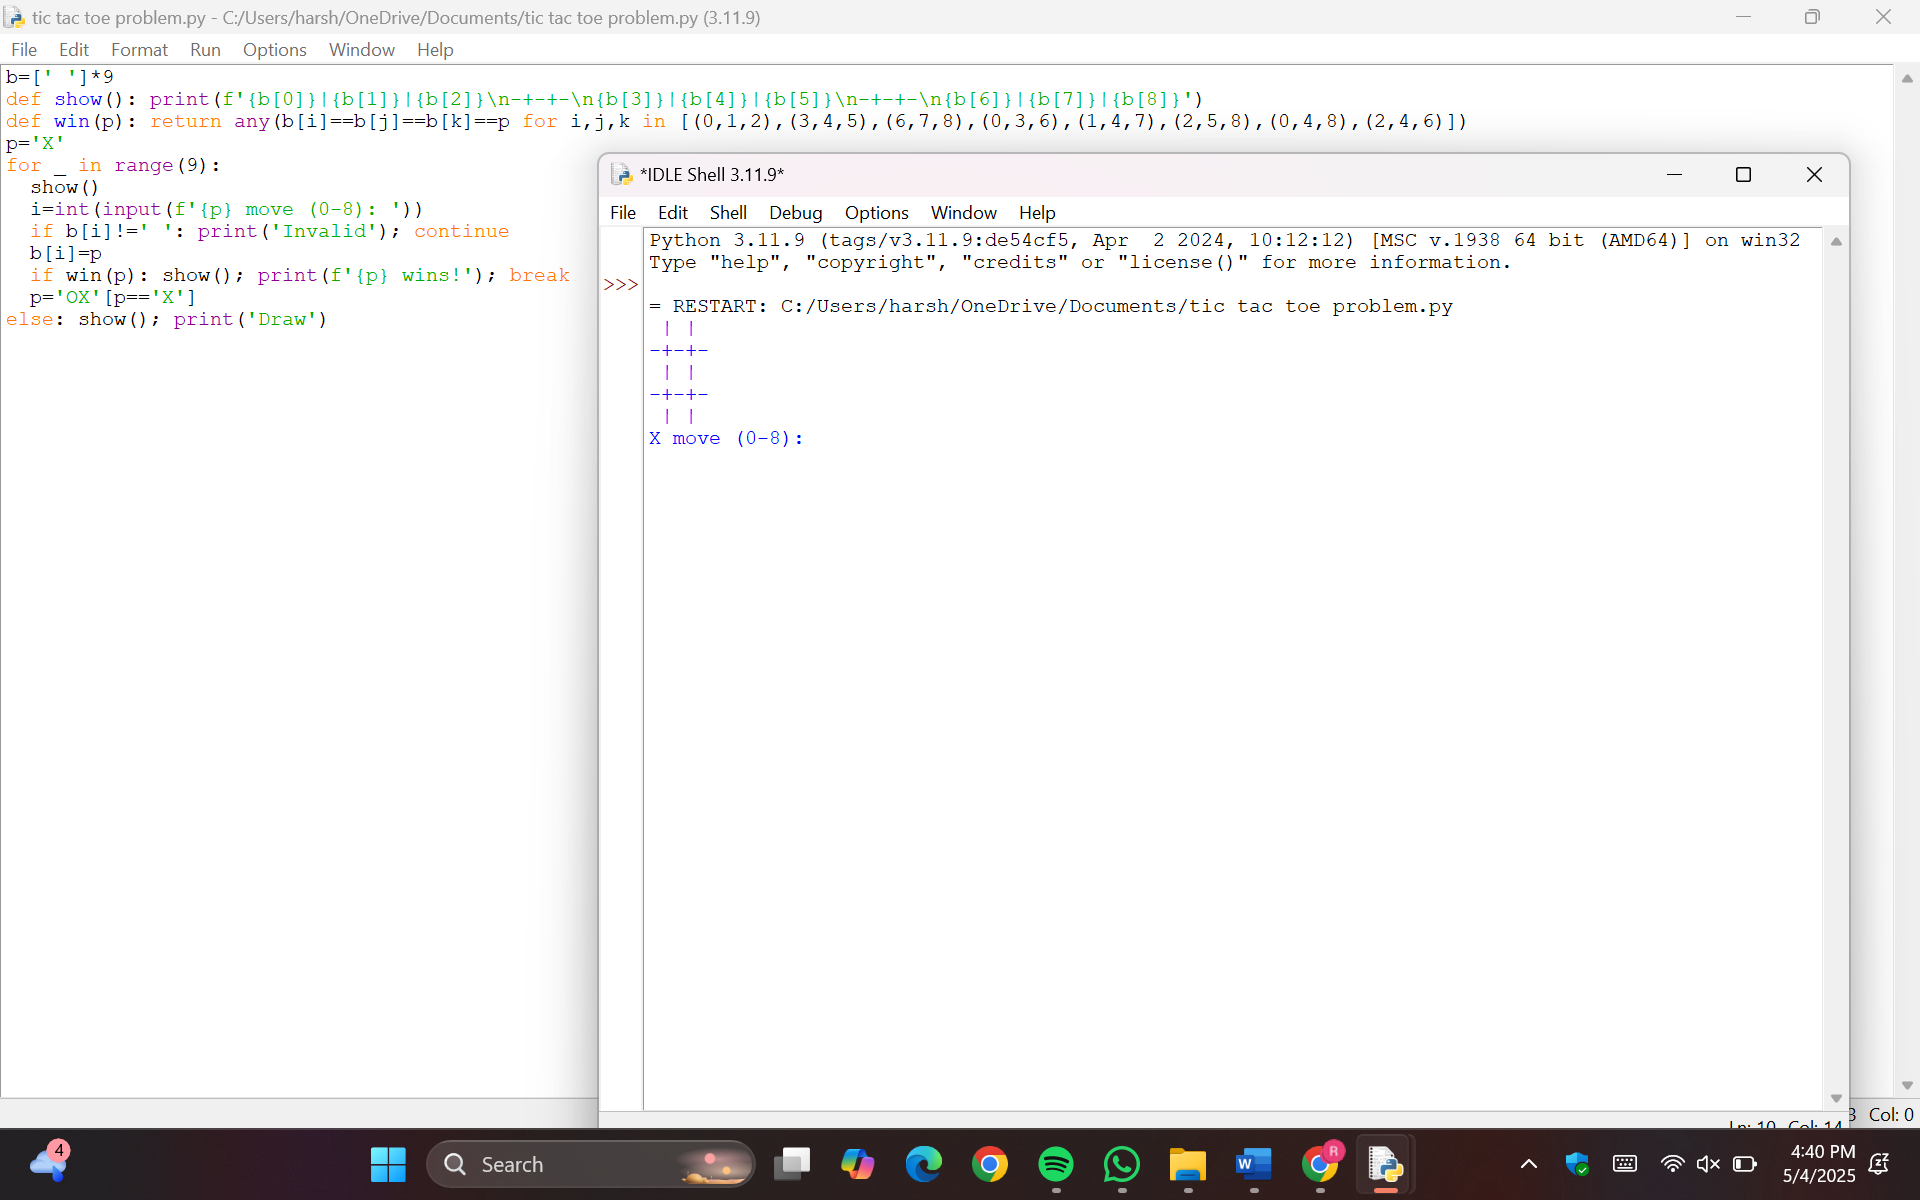 tic tac toe problem.py - C:/Users/harsh/OneDrive/Documents/tic tac toe problem.py (3.11.9)
File Edit Format Run Options Window Help
b=[' ']*9
def show(): print(f'{b[0]}|{b[1]}|{b[2]}\n-+-+-\n{b[3]}|{b[4]}|{b[5]}\n-+-+-\n{b[6]}|{b[7]}|{b[8]}')
def win(p): return any(b[i]==b[j]==b[k]==p for i,j,k in [(0,1,2),(3,4,5),(6,7,8),(0,3,6),(1,4,7),(2,5,8),(0,4,8),(2,4,6)])
p='X'
for _ in range(9):
  show()
  i=int(input(f'{p} move (0-8): '))
  if b[i]!=' ': print('Invalid'); continue
  b[i]=p
  if win(p): show(); print(f'{p} wins!'); break
  p='OX'[p=='X']
else: show(); print('Draw')
*IDLE Shell 3.11.9*
File Edit Shell Debug Options Window Help
Python 3.11.9 (tags/v3.11.9:de54cf5, Apr  2 2024, 10:12:12) [MSC v.1938 64 bit (AMD64)] on win32
Type "help", "copyright", "credits" or "license()" for more information.
>>>
= RESTART: C:/Users/harsh/OneDrive/Documents/tic tac toe problem.py
 | |
-+-+-
 | |
-+-+-
 | |
X move (0-8):
Ln: 10 Col: 14
3 Col: 0
4
Search
W
R
4:40 PM
5/4/2025